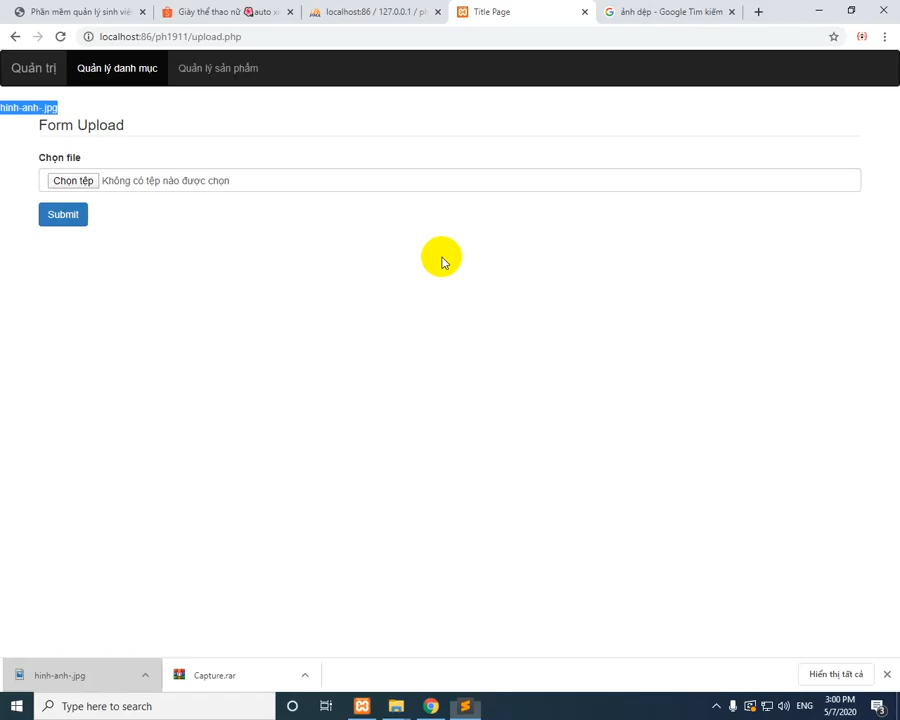 Phần mềm quản lý sinh viê
Giày thể thao nữ auto x
localhost:86 / 127.0.0.1 / ph
Title Page
ảnh dệp - Google Tìm kiếm
localhost:86/ph1911/upload.php
Quản trị Quản lý danh mục Quản lý sản phẩm
hinh-anh-.jpg
Form Upload
Chọn file
Chọn tệp Không có tệp nào được chọn
Submit
hinh-anh-.jpg
Capture.rar
Hiển thị tất cả
Type here to search
ENG
3:00 PM
5/7/2020
3